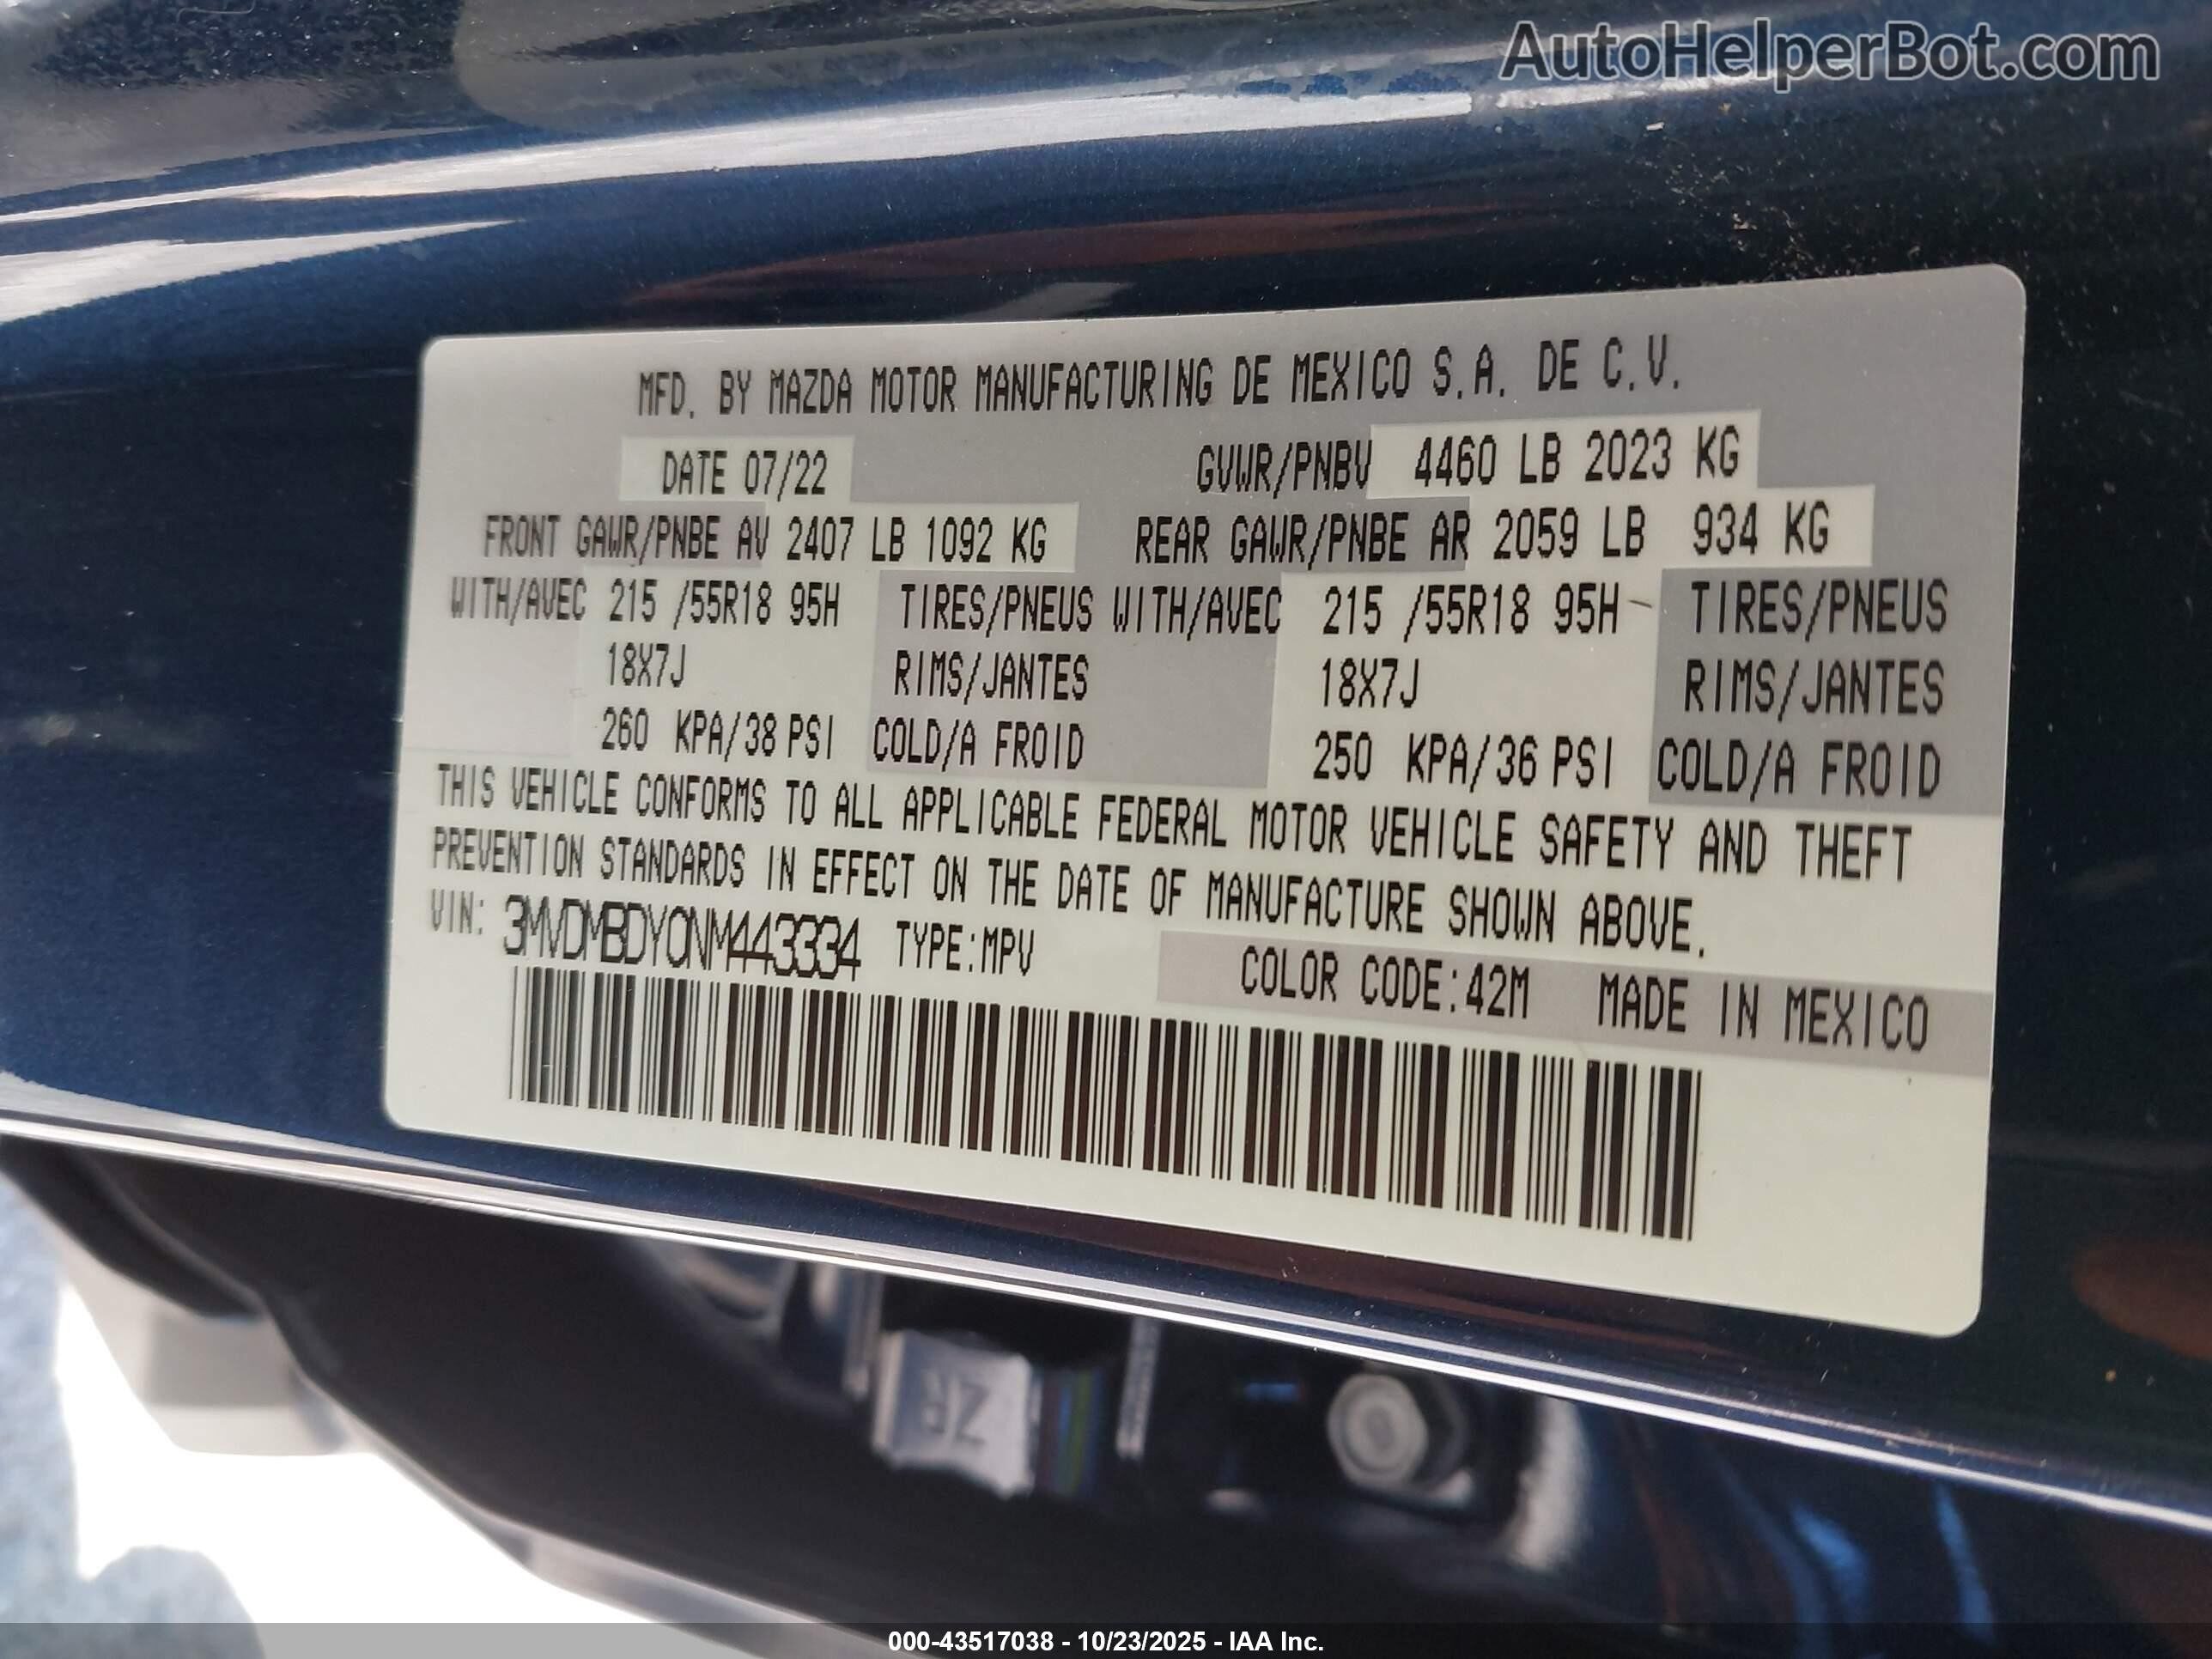 AutoHelperBot.com
MFD. BY MAZDA MOTOR MANUFACTURING DE MEXICO S.A. DE C.V.
DATE 07/22 GVWR/PNBV 4460 LB 2023 KG
FRONT GAWR/PNBE AV 2407 LB 1092 KG REAR GAWR/PNBE AR 2059 LB 934 KG
WITH/AVEC 215 /55R18 95H TIRES/PNEUS WITH/AVEC 215 /55R18 95H TIRES/PNEUS
18X7J RIMS/JANTES 18X7J RIMS/JANTES
260 KPA/38 PSI COLD/A FROID 250 KPA/36 PSI COLD/A FROID
THIS VEHICLE CONFORMS TO ALL APPLICABLE FEDERAL MOTOR VEHICLE SAFETY AND THEFT
PREVENTION STANDARDS IN EFFECT ON THE DATE OF MANUFACTURE SHOWN ABOVE.
VIN: 3MVDMBDY0NM443334 TYPE:MPV COLOR CODE:42M MADE IN MEXICO
000-43517038 - 10/23/2025 - IAA Inc.